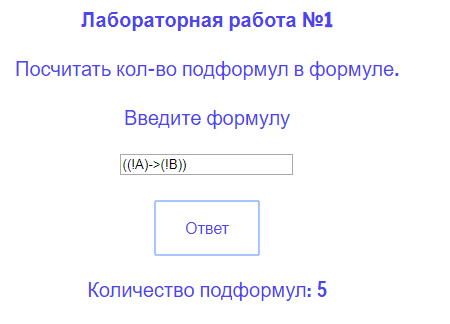 Лабораторная работа №1
Посчитать кол-во подформул в формуле.
Введите формулу
((!A)->(!B))
Ответ
Количество подформул: 5